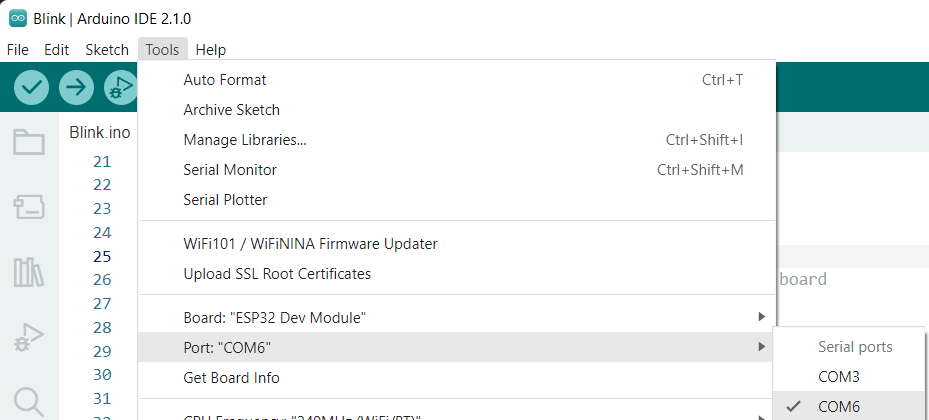 Blink | Arduino IDE 2.1.0
File Edit Sketch Tools Help
Auto Format Ctrl+T
Archive Sketch
Blink.ino
Manage Libraries... Ctrl+Shift+I
21
Serial Monitor Ctrl+Shift+M
22
Serial Plotter
23
24
WiFi101 / WiFiNINA Firmware Updater
25
Upload SSL Root Certificates
26 board
27
Board: "ESP32 Dev Module"
28
Port: "COM6" Serial ports
29
Get Board Info COM3
30
31
COM6